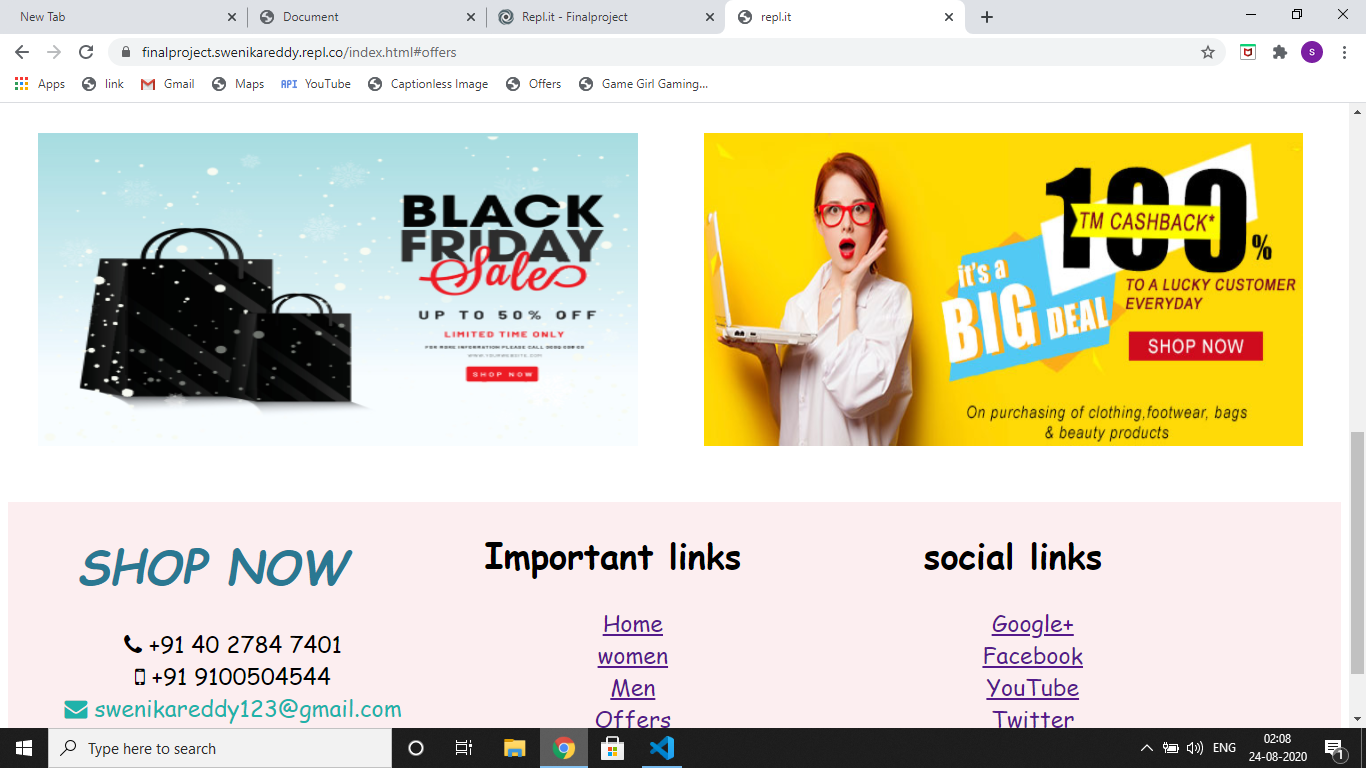 New Tab
Document
Repl.it - Finalproject
repl.it
finalproject.swenikareddy.repl.co/index.html#offers
S
Apps
link
Gmail
Maps
API YouTube
Captionless Image
Offers
Game Girl Gaming...
BLACK
FRIDAY
Sale
UP TO 50% OFF
LIMITED TIME ONLY
FOR MORE INFORMATION PLEASE CALL
WWW.YOURWEBSITE.COM
SHOP NOW
100%
TM CASHBACK*
it's a
BIG DEAL
TO A LUCKY CUSTOMER
EVERYDAY
SHOP NOW
On purchasing of clothing,footwear, bags
& beauty products
SHOP NOW
+91 40 2784 7401
+91 9100504544
swenikareddy123@gmail.com
Important links
Home
women
Men
Offers
social links
Google+
Facebook
YouTube
Twitter
Type here to search
ENG
02:08
24-08-2020
1